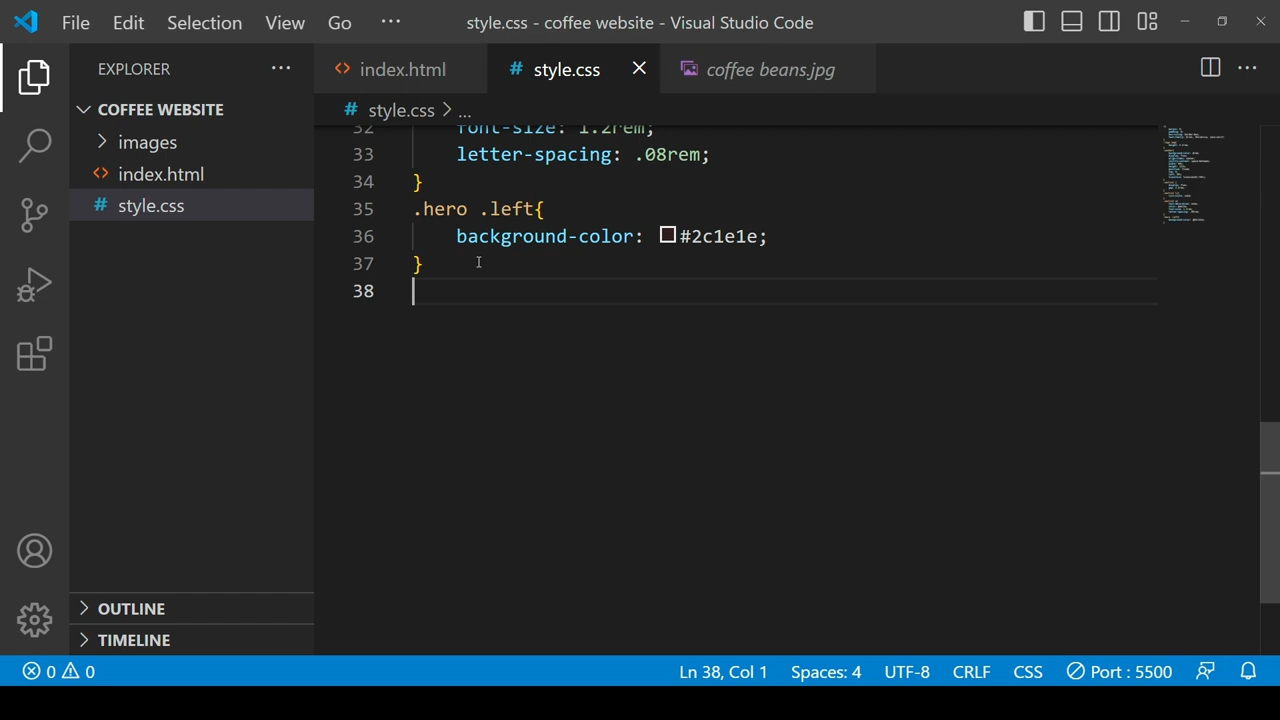 File Edit Selection View Go ··· style.css - coffee website - Visual Studio Code
EXPLORER ···
index.html style.css coffee beans.jpg
COFFEE WEBSITE
images
index.html
style.css
style.css > ...
32 font-size: 1.2rem;
33 letter-spacing: .08rem;
34 }
35 .hero .left{
36 background-color: #2c1e1e;
37 }
38
OUTLINE
TIMELINE
0 0 Ln 38, Col 1 Spaces: 4 UTF-8 CRLF CSS Port : 5500